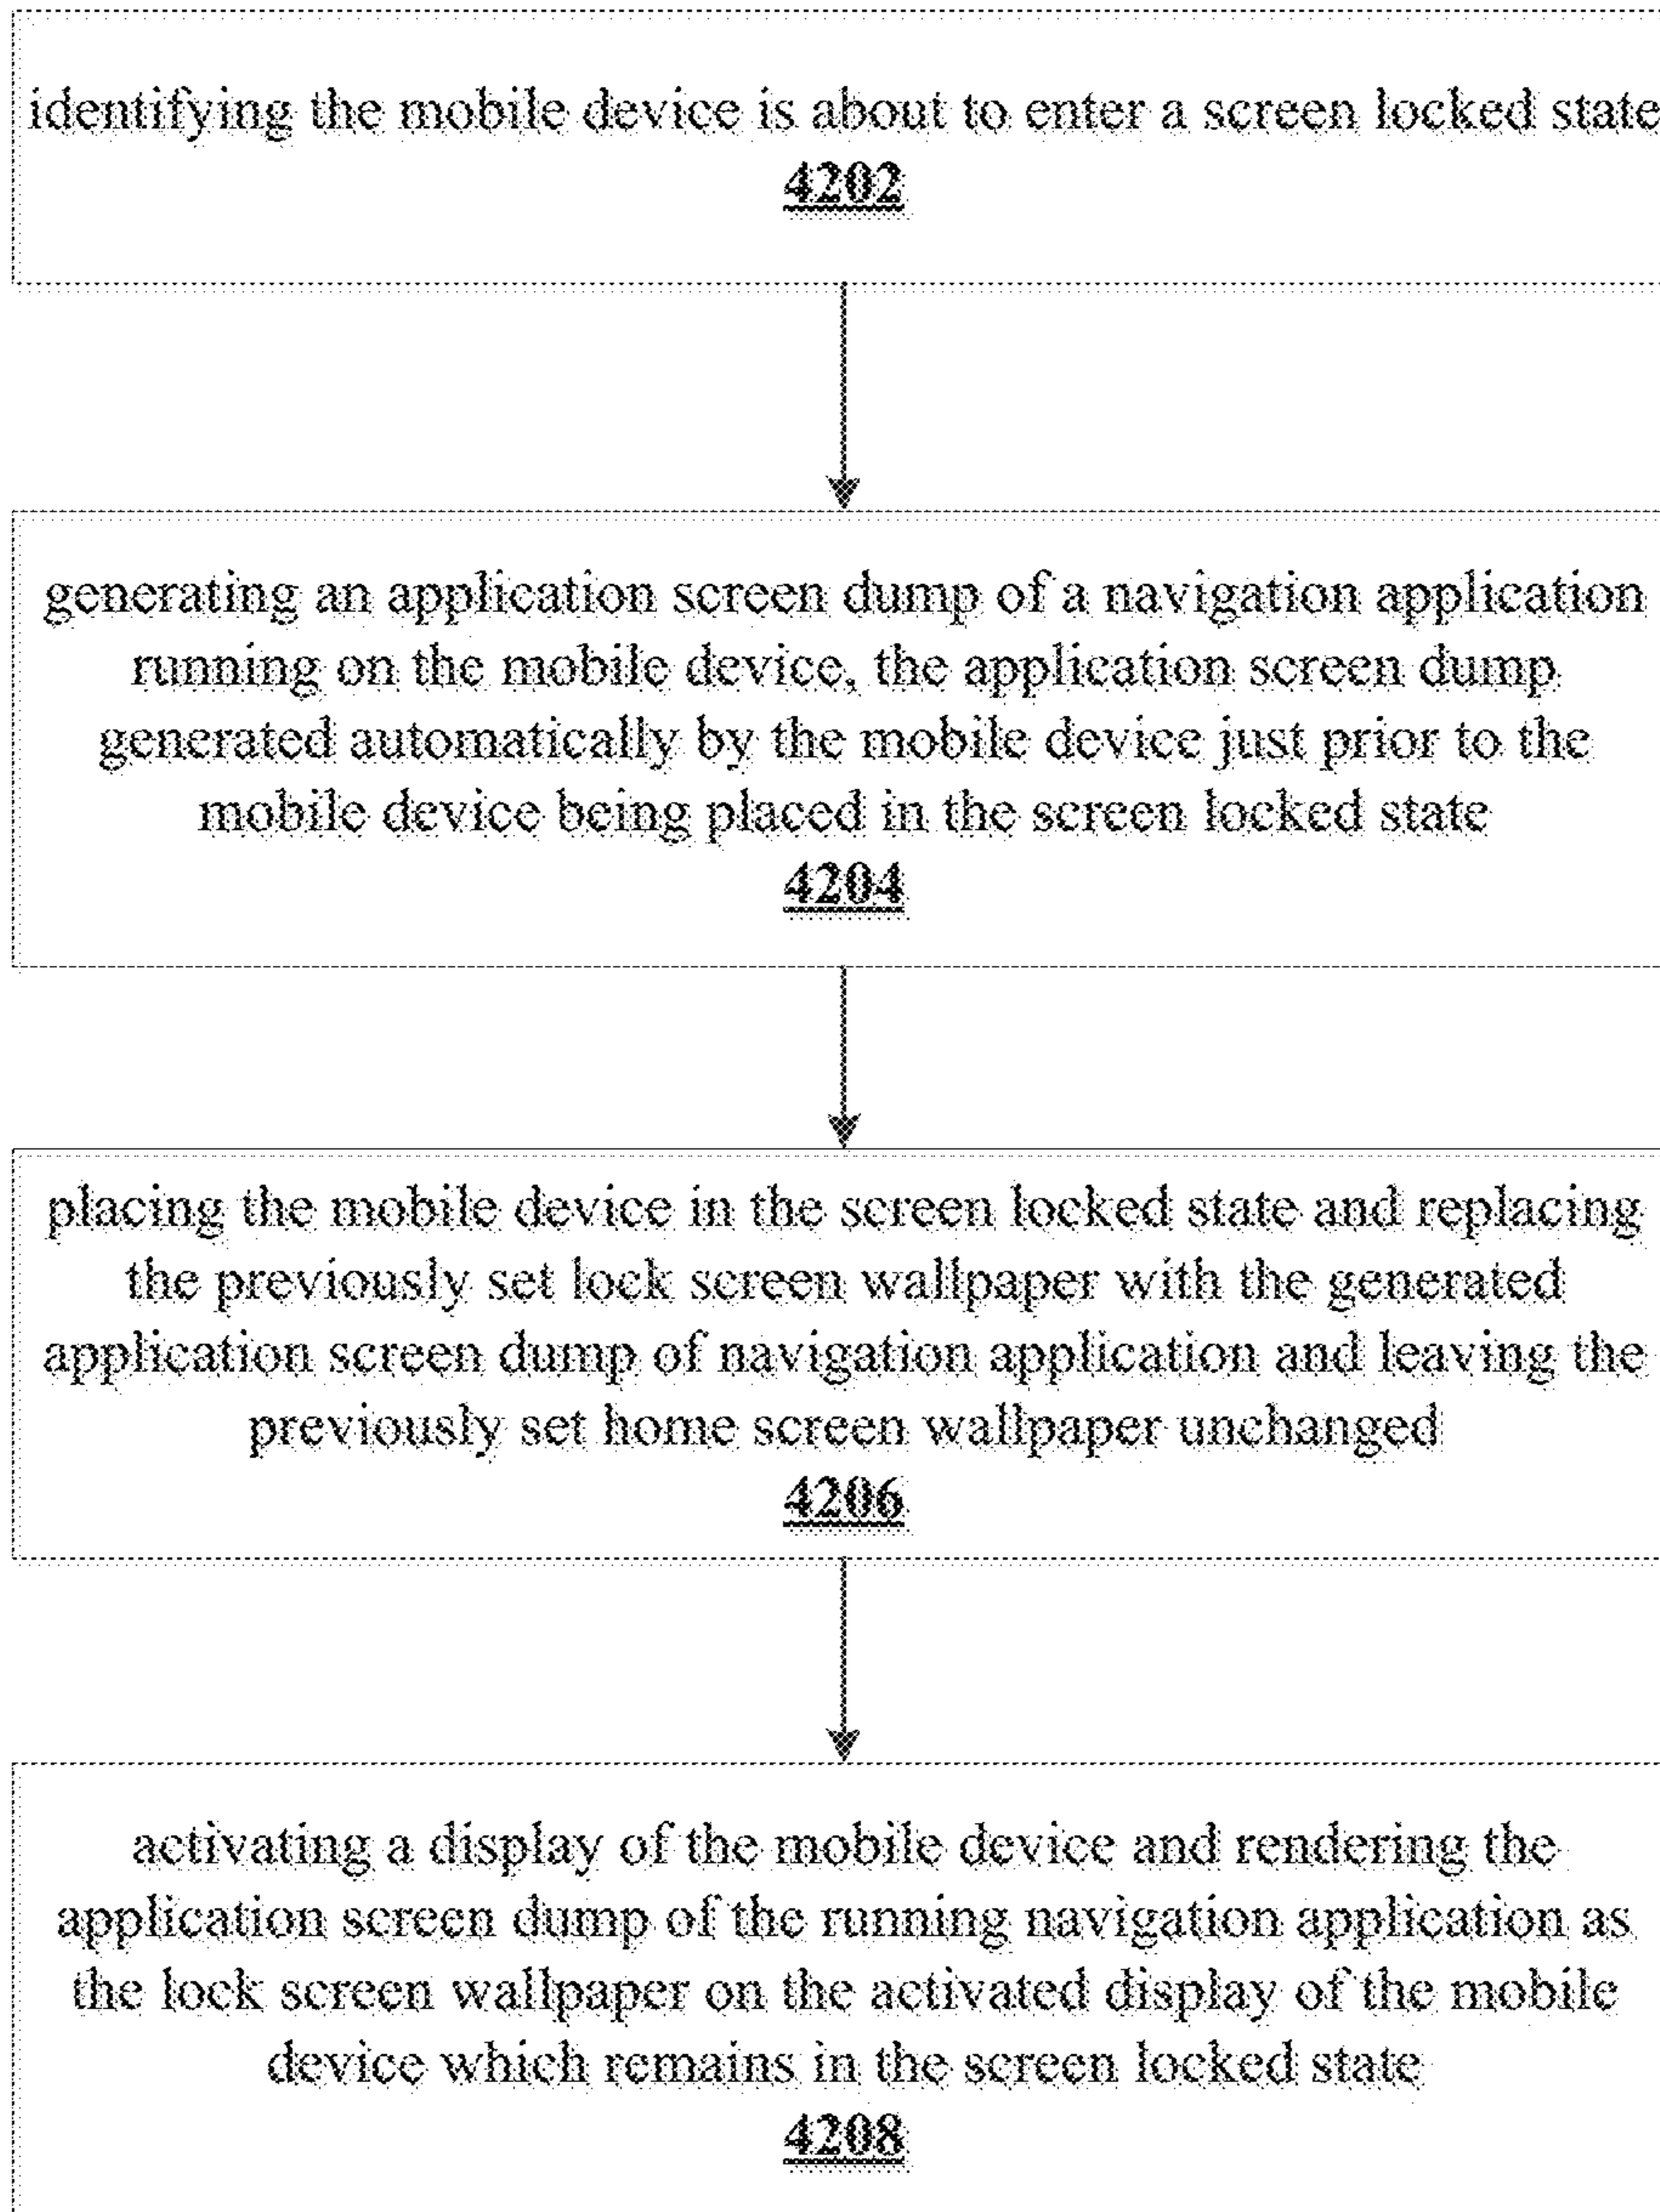 identifying the mobile device is about to enter a screen locked state
4202
generating an application screen dump of a navigation application
running on the mobile device, the application screen dump
generated automatically by the mobile device just prior to the
mobile device being placed in the screen locked state
4204
placing the mobile device in the screen locked state and replacing
the previously set lock screen wallpaper with the generated
application screen dump of navigation application and leaving the
previously set home screen wallpaper unchanged
4206
activating a display of the mobile device and rendering the
application screen dump of the running navigation application as
the lock screen wallpaper on the activated display of the mobile
device which remains in the screen locked state
4208